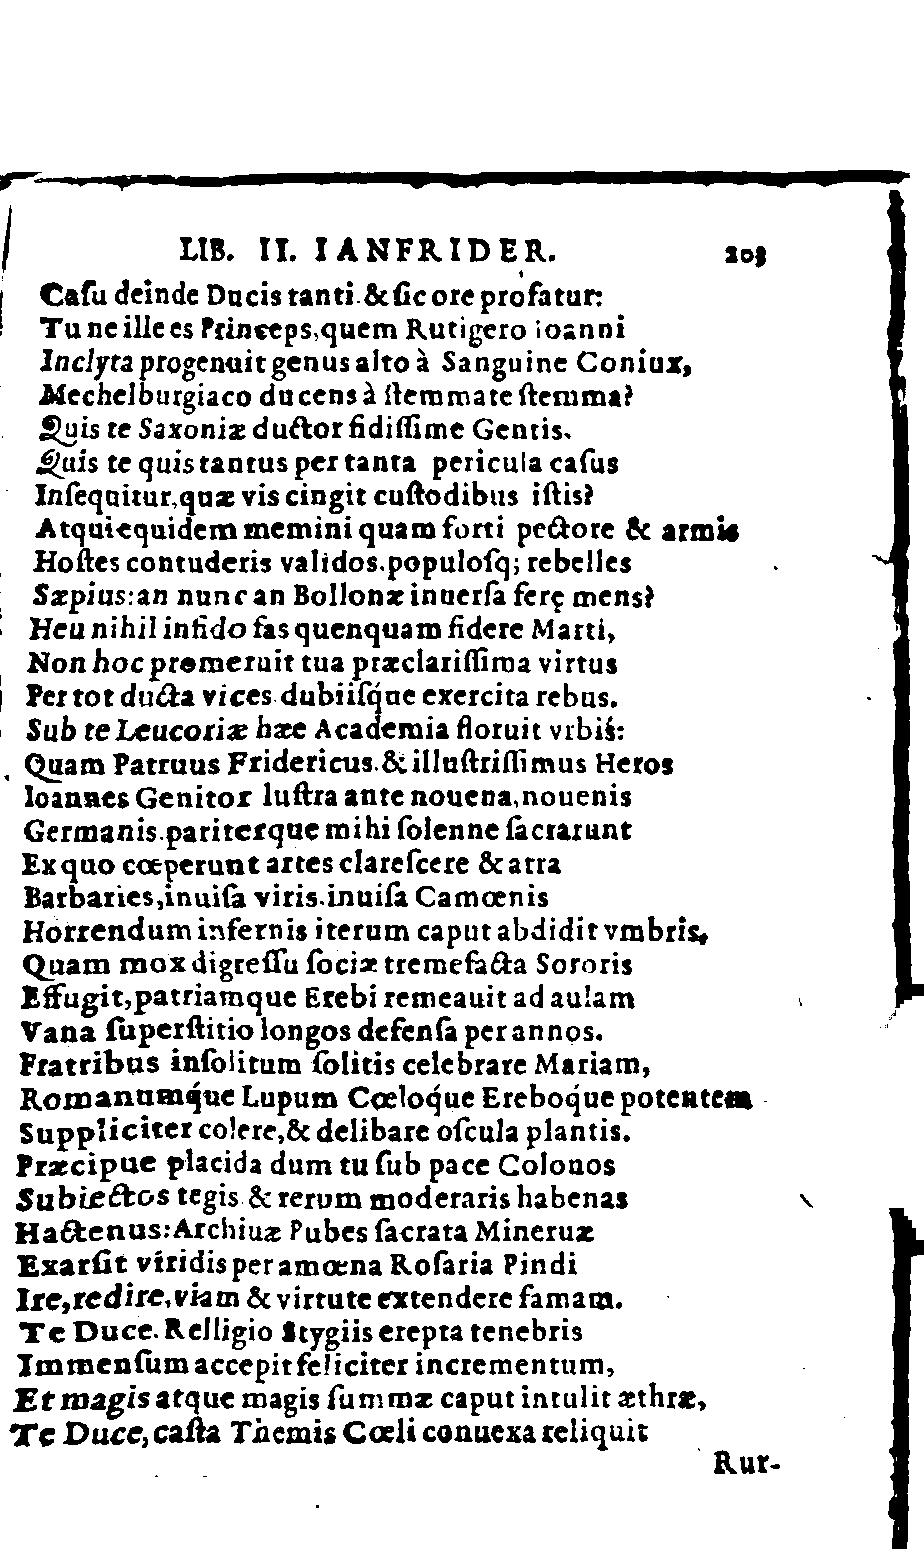 LIB. II. IANFRIDER. 203
Caſu deinde Ducis tanti.& ſic ore profatur:
Tu ne ille es Princeps,quem Rutigero ioanni
Inclyta progenuit genus alto à Sanguine Coniux,
Mechelburgiaco ducens à ſtemmate ſtemma?
Quis te Saxoniæ ductor fidiſſime Gentis.
Quis te quis tantus per tanta pericula caſus
Inſequitur,quæ vis cingit cuſtodibus iſtis?
Atqui equidem memini quam forti pectore & armis
Hoſtes contuderis validos.populoſq; rebelles
Sæpius:an nunc an Bollonæ inuerſa ferę mens?
Heu nihil infido fas quenquam fidere Marti,
Non hoc promeruit tua præclariſſima virtus
Per tot ducta vices dubiiſq́ue exercita rebus.
Sub te Leucoriæ hæc Academia floruit vrbis:
Quam Patruus Fridericus.& illuſtriſſimus Heros
Ioannes Genitor luſtra ante nouena,nouenis
Germanis.pariterque mihi ſolenne ſacrarunt
Ex quo cœperunt artes clareſcere & atra
Barbaries,inuiſa viris.inuiſa Camœnis
Horrendum infernis iterum caput abdidit vmbris,
Quam mox digreſſu ſociæ tremefacta Sororis
Effugit,patriamque Erebi remeauit ad aulam
Vana ſuperſtitio longos defenſa per annos.
Fratribus inſolitum ſolitis celebrare Mariam,
Romanumq́ue Lupum Cœloq́ue Ereboq́ue potentem
Suppliciter colere,& delibare oſcula plantis.
Præcipue placida dum tu ſub pace Colonos
Subiectos tegis & rerum moderaris habenas
Hactenus:Archiuæ Pubes ſacrata Mineruæ
Exarſit viridis per amœna Roſaria Pindi
Ire,redire,viam & virtute extendere famam.
Te Duce. Relligio Stygiis erepta tenebris
Immenſum accepit feliciter incrementum,
Et magis atque magis ſummæ caput intulit æthræ,
Te Duce, caſta Themis Cœli conuexa reliquit
Rur-